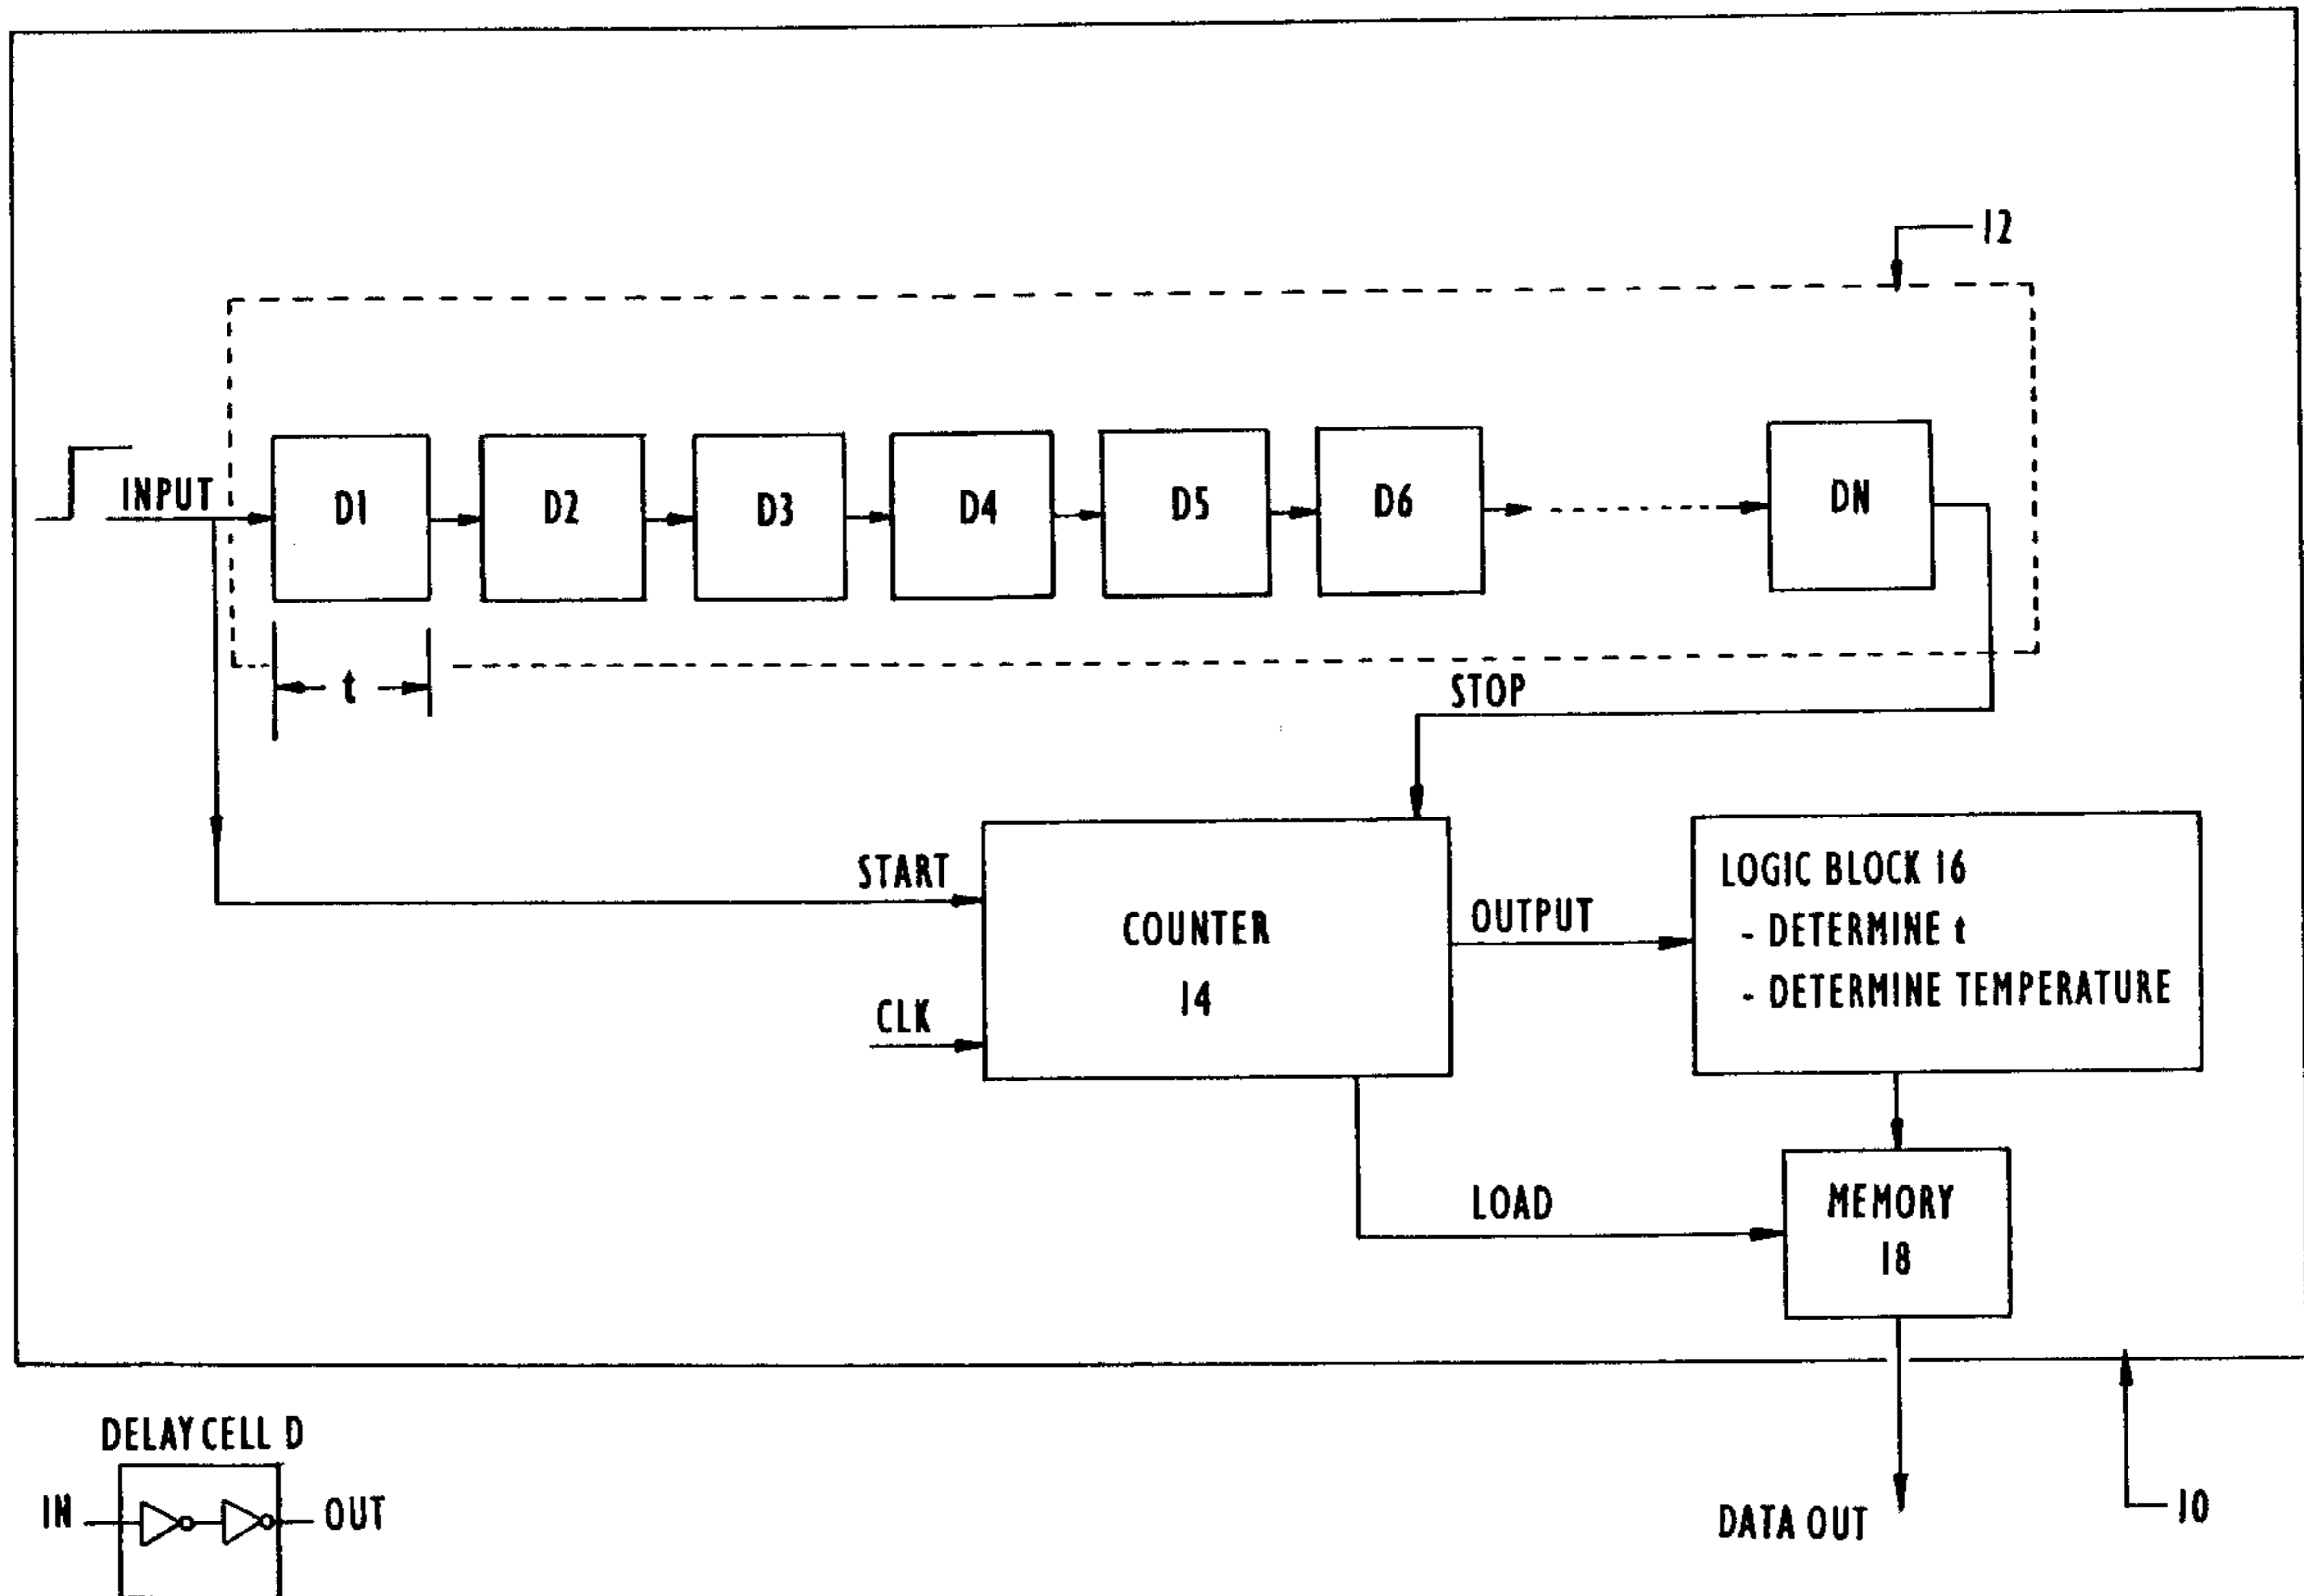 12
INPUT
D1
D2
D3
D4
D5
D6
DN
t
STOP
START
COUNTER
14
CLK
OUTPUT
LOGIC BLOCK 16
- DETERMINE t
- DETERMINE TEMPERATURE
LOAD
MEMORY
18
DELAY CELL D
IN
OUT
DATA OUT
10